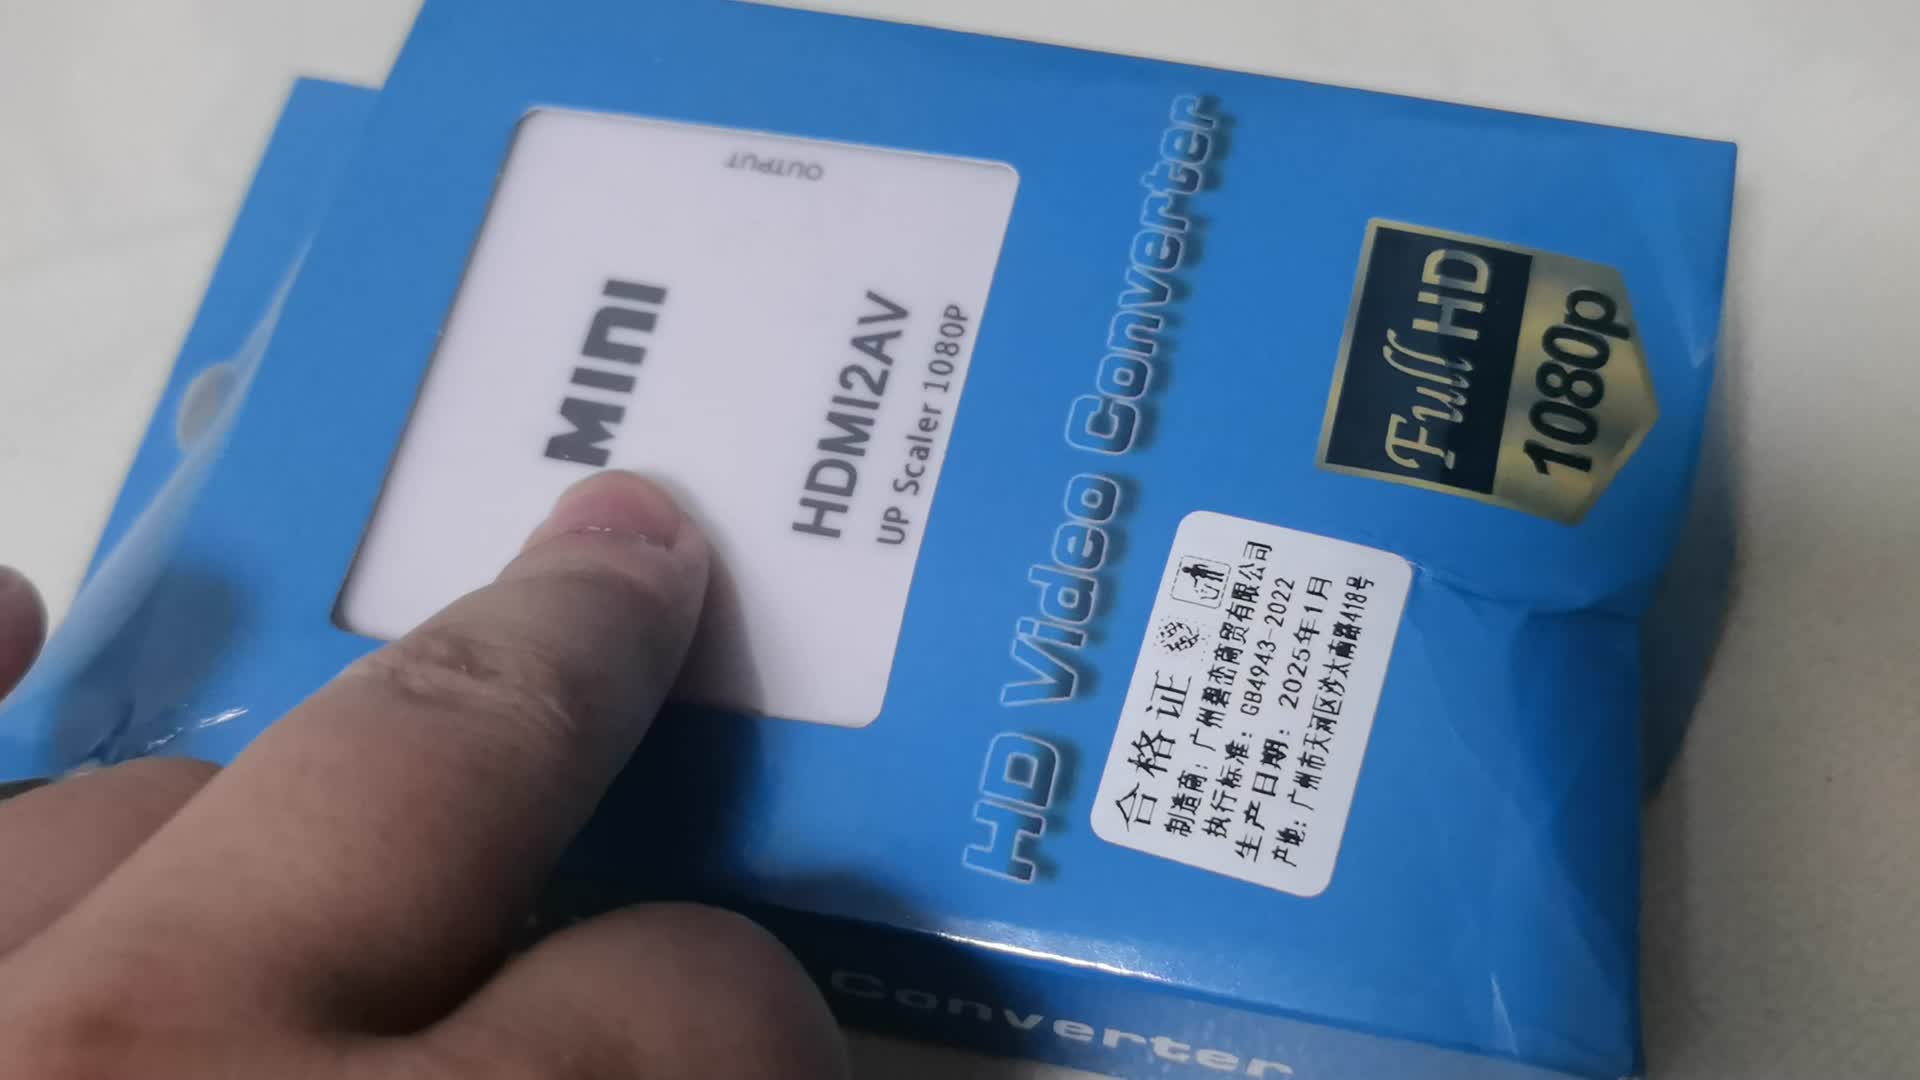 OUTPUT
MINI
HDMI2AV
UP Scaler 1080P
HD Video Converter
Full HD
1080p
合格证
制造商：广州碧峦商贸有限公司
执行标准：GB4943-2022
生产日期：2025年1月
产地：广州市天河区沙太南路418号
Converter